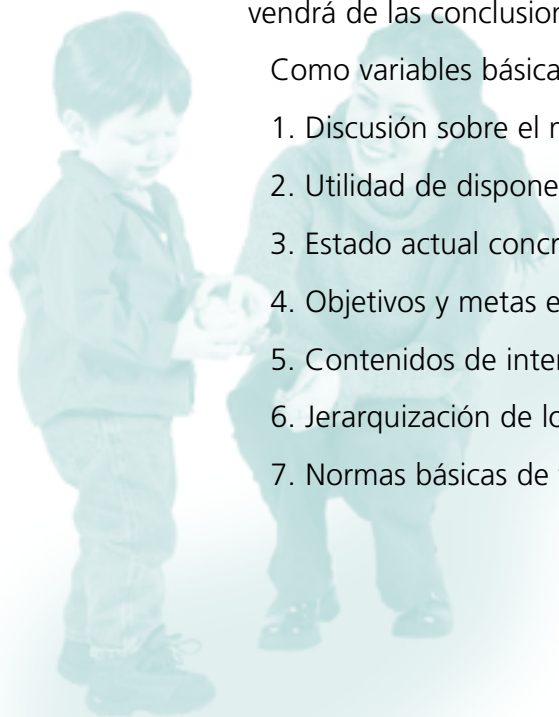 vendrá de las conclusion
Como variables básica
1. Discusión sobre el
2. Utilidad de dispone
3. Estado actual concr
4. Objetivos y metas e
5. Contenidos de inter
6. Jerarquización de lo
7. Normas básicas de